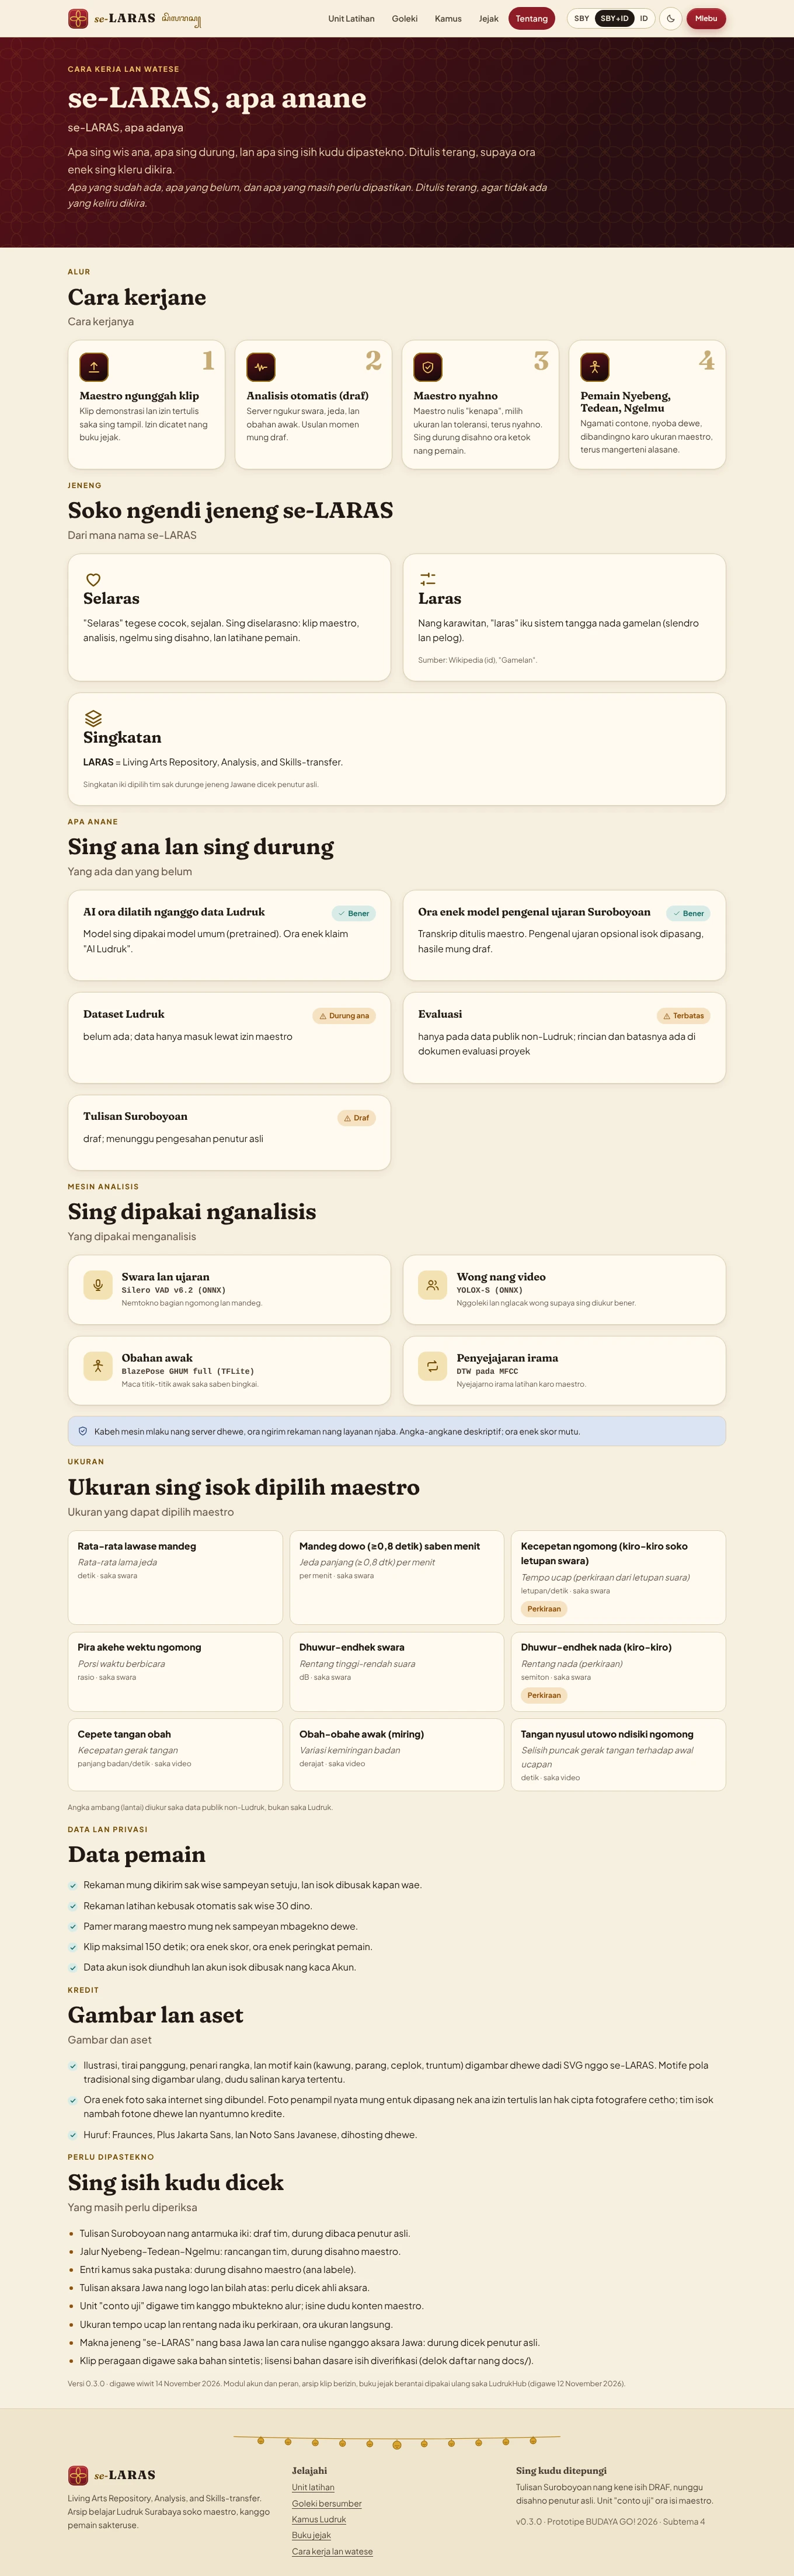 se-LARAS
Unit Latihan
Goleki
Kamus
Jejak
Tentang
SBY
SBY+ID
ID
Mlebu
CARA KERJA LAN WATESE
se-LARAS, apa anane
se-LARAS, apa adanya
Apa sing wis ana, apa sing durung, lan apa sing isih kudu dipastekno. Ditulis terang, supaya ora
enek sing kleru dikira.
Apa yang sudah ada, apa yang belum, dan apa yang masih perlu dipastikan. Ditulis terang, agar tidak ada
yang keliru dikira.
ALUR
Cara kerjane
Cara kerjanya
1
Maestro ngunggah klip
Klip demonstrasi lan izin tertulis
saka sing tampil. Izin dicatet nang
buku jejak.
2
Analisis otomatis (draf)
Server ngukur swara, jeda, lan
obahan awak. Usulan momen
mung draf.
3
Maestro nyahno
Maestro nulis "kenapa", milih
ukuran lan toleransi, terus nyahno.
Sing durung disahno ora ketok
nang pemain.
4
Pemain Nyebeng,
Tedean, Ngelmu
Ngamati contone, nyoba dewe,
dibandingno karo ukuran maestro,
terus mangerteni alasane.
JENENG
Soko ngendi jeneng se-LARAS
Dari mana nama se-LARAS
Selaras
"Selaras" tegese cocok, sejalan. Sing diselarasno: klip maestro,
analisis, ngelmu sing disahno, lan latihane pemain.
Laras
Nang karawitan, "laras" iku sistem tangga nada gamelan (slendro
lan pelog).
Sumber: Wikipedia (id), "Gamelan".
Singkatan
LARAS = Living Arts Repository, Analysis, and Skills-transfer.
Singkatan iki dipilih tim sak durunge jeneng Jawane dicek penutur asli.
APA ANANE
Sing ana lan sing durung
Yang ada dan yang belum
AI ora dilatih nganggo data Ludruk
Bener
Model sing dipakai model umum (pretrained). Ora enek klaim
"AI Ludruk".
Ora enek model pengenal ujaran Suroboyoan
Bener
Transkrip ditulis maestro. Pengenal ujaran opsional isok dipasang,
hasile mung draf.
Dataset Ludruk
Durung ana
belum ada; data hanya masuk lewat izin maestro
Evaluasi
Terbatas
hanya pada data publik non-Ludruk; rincian dan batasnya ada di
dokumen evaluasi proyek
Tulisan Suroboyoan
Draf
draf; menunggu pengesahan penutur asli
MESIN ANALISIS
Sing dipakai nganalisis
Yang dipakai menganalisis
Swara lan ujaran
Silero VAD v6.2 (ONNX)
Nemtokno bagian ngomong lan mandeg.
Wong nang video
YOLOX-S (ONNX)
Nggoleki lan nglacak wong supaya sing diukur bener.
Obahan awak
BlazePose GHUM full (TFLite)
Maca titik-titik awak saka saben bingkai.
Penyejajaran irama
DTW pada MFCC
Nyejajarno irama latihan karo maestro.
Kabeh mesin mlaku nang server dhewe, ora ngirim rekaman nang layanan njaba. Angka-angkane deskriptif; ora enek skor mutu.
UKURAN
Ukuran sing isok dipilih maestro
Ukuran yang dapat dipilih maestro
Rata-rata lawase mandeg
Rata-rata lama jeda
detik · saka swara
Mandeg dowo (≥0,8 detik) saben menit
Jeda panjang (≥0,8 dtk) per menit
per menit · saka swara
Kecepetan ngomong (kiro-kiro soko
letupan swara)
Tempo ucap (perkiraan dari letupan suara)
letupan/detik · saka swara
Perkiraan
Pira akehe wektu ngomong
Porsi waktu berbicara
rasio · saka swara
Dhuwur-endhek swara
Rentang tinggi-rendah suara
dB · saka swara
Dhuwur-endhek nada (kiro-kiro)
Rentang nada (perkiraan)
semiton · saka swara
Perkiraan
Cepete tangan obah
Kecepatan gerak tangan
panjang badan/detik · saka video
Obah-obahe awak (miring)
Variasi kemiringan badan
derajat · saka video
Tangan nyusul utowo ndisiki ngomong
Selisih puncak gerak tangan terhadap awal
ucapan
detik · saka video
Angka ambang (lantai) diukur saka data publik non-Ludruk, bukan saka Ludruk.
DATA LAN PRIVASI
Data pemain
Rekaman mung dikirim sak wise sampeyan setuju, lan isok dibusak kapan wae.
Rekaman latihan kebusak otomatis sak wise 30 dino.
Pamer marang maestro mung nek sampeyan mbagekno dewe.
Klip maksimal 150 detik; ora enek skor, ora enek peringkat pemain.
Data akun isok diundhuh lan akun isok dibusak nang kaca Akun.
KREDIT
Gambar lan aset
Gambar dan aset
Ilustrasi, tirai panggung, penari rangka, lan motif kain (kawung, parang, ceplok, truntum) digambar dhewe dadi SVG nggo se-LARAS. Motife pola
tradisional sing digambar ulang, dudu salinan karya tertentu.
Ora enek foto saka internet sing dibundel. Foto penampil nyata mung entuk dipasang nek ana izin tertulis lan hak cipta fotografere cetho; tim isok
nambah fotone dhewe lan nyantumno kredite.
Huruf: Fraunces, Plus Jakarta Sans, lan Noto Sans Javanese, dihosting dhewe.
PERLU DIPASTEKNO
Sing isih kudu dicek
Yang masih perlu diperiksa
Tulisan Suroboyoan nang antarmuka iki: draf tim, durung dibaca penutur asli.
Jalur Nyebeng–Tedean–Ngelmu: rancangan tim, durung disahno maestro.
Entri kamus saka pustaka: durung disahno maestro (ana labele).
Tulisan aksara Jawa nang logo lan bilah atas: perlu dicek ahli aksara.
Unit "conto uji" digawe tim kanggo mbuktekno alur; isine dudu konten maestro.
Ukuran tempo ucap lan rentang nada iku perkiraan, ora ukuran langsung.
Makna jeneng "se-LARAS" nang basa Jawa lan cara nulise nganggo aksara Jawa: durung dicek penutur asli.
Klip peragaan digawe saka bahan sintetis; lisensi bahan dasare isih diverifikasi (delok daftar nang docs/).
Versi 0.3.0 · digawe wiwit 14 November 2026. Modul akun dan peran, arsip klip berizin, buku jejak berantai dipakai ulang saka LudrukHub (digawe 12 November 2026).
se-LARAS
Living Arts Repository, Analysis, and Skills-transfer.
Arsip belajar Ludruk Surabaya soko maestro, kanggo
pemain sakteruse.
Jelajahi
Unit latihan
Goleki bersumber
Kamus Ludruk
Buku jejak
Cara kerja lan watese
Sing kudu ditepungi
Tulisan Suroboyoan nang kene isih DRAF, nunggu
disahno penutur asli. Unit "conto uji" ora isi maestro.
v0.3.0 · Prototipe BUDAYA GO! 2026 · Subtema 4